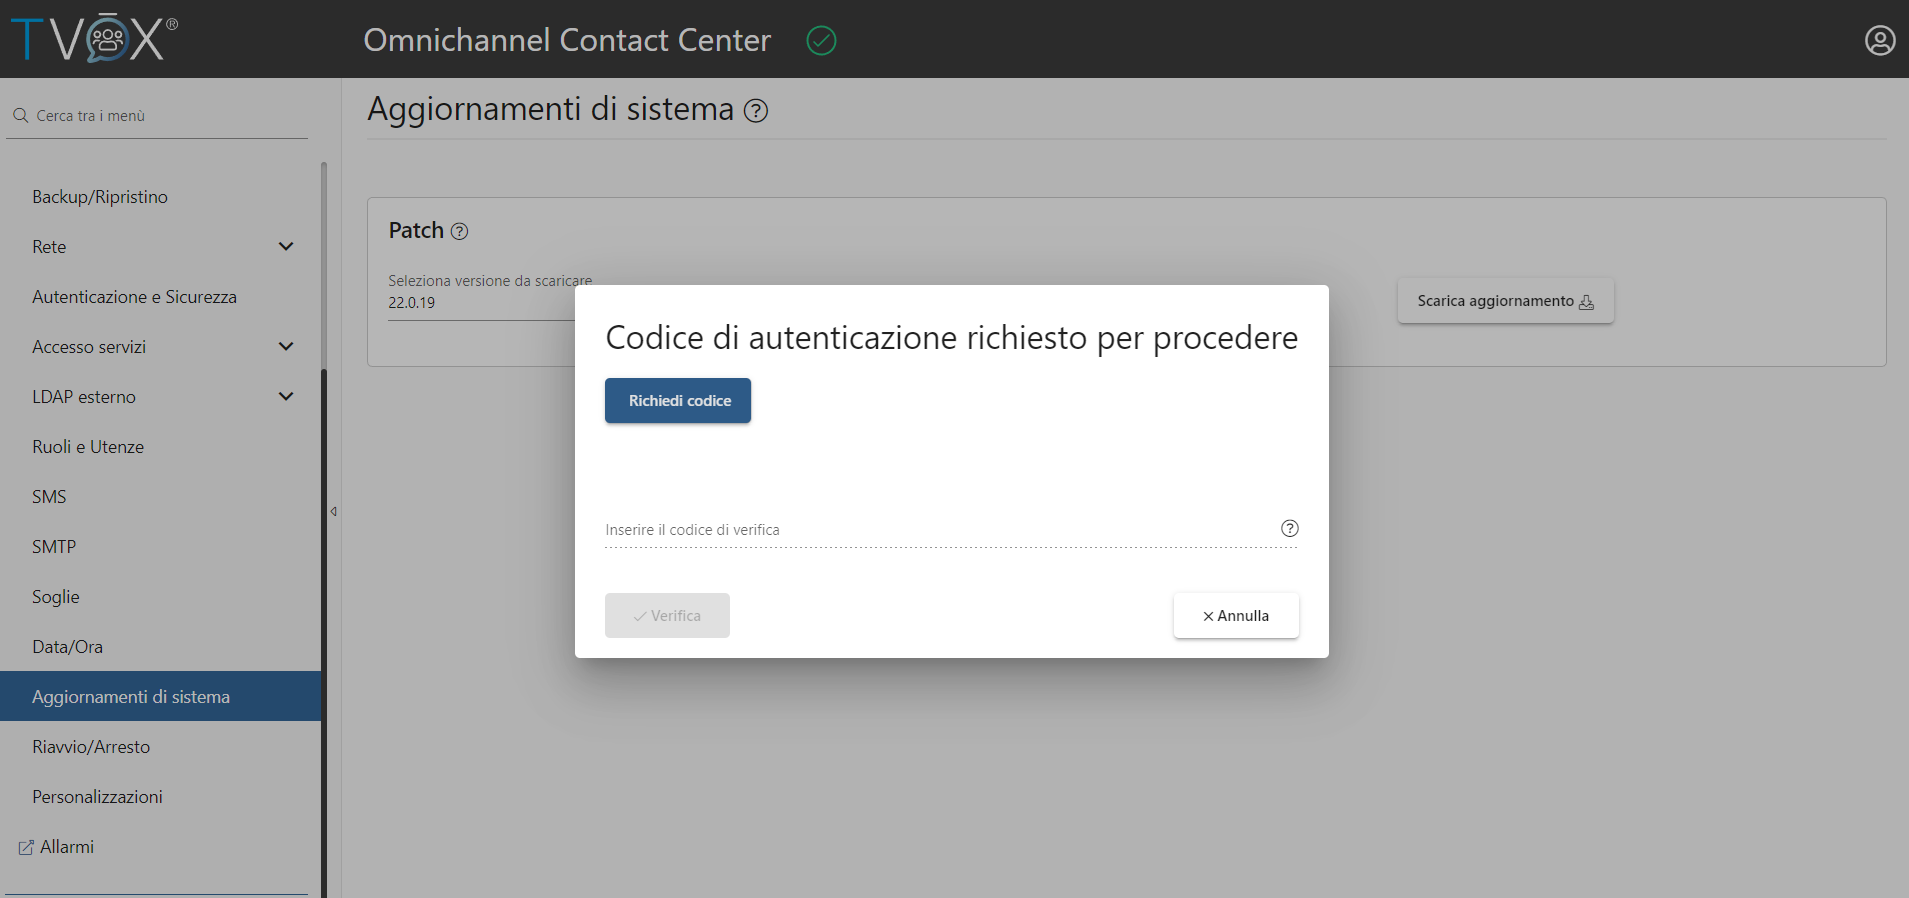 TVOX®
Omnichannel Contact Center
Cerca tra i menù
Backup/Ripristino
Rete
Autenticazione e Sicurezza
Accesso servizi
LDAP esterno
Ruoli e Utenze
SMS
SMTP
Soglie
Data/Ora
Aggiornamenti di sistema
Riavvio/Arresto
Personalizzazioni
Allarmi
Aggiornamenti di sistema ?
Patch ?
Seleziona versione da scaricare
22.0.19
Scarica aggiornamento
Codice di autenticazione richiesto per procedere
Richiedi codice
Inserire il codice di verifica ?
Verifica
Annulla